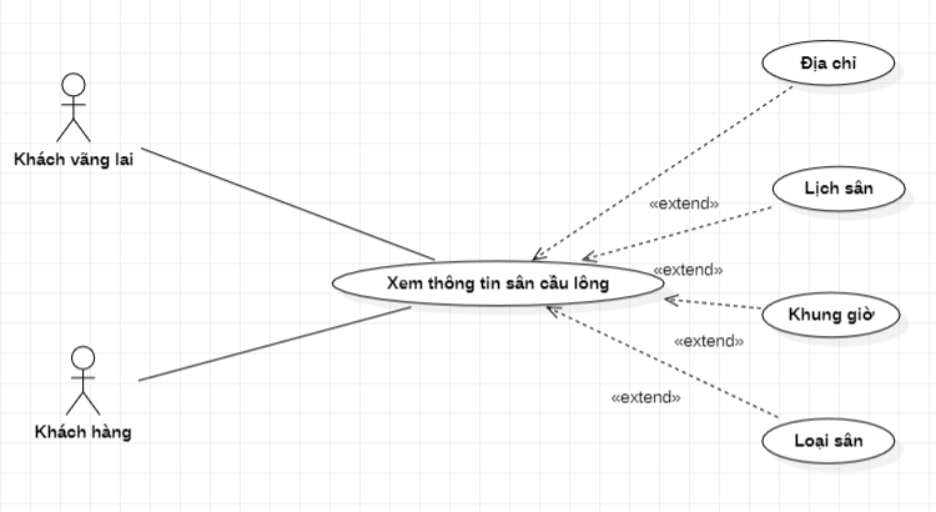 Địa chỉ
Khách vãng lai
Lịch sân
«extend»
«extend»
Xem thông tin sân cầu lông
Khung giờ
«extend»
«extend»
Khách hàng
Loại sân